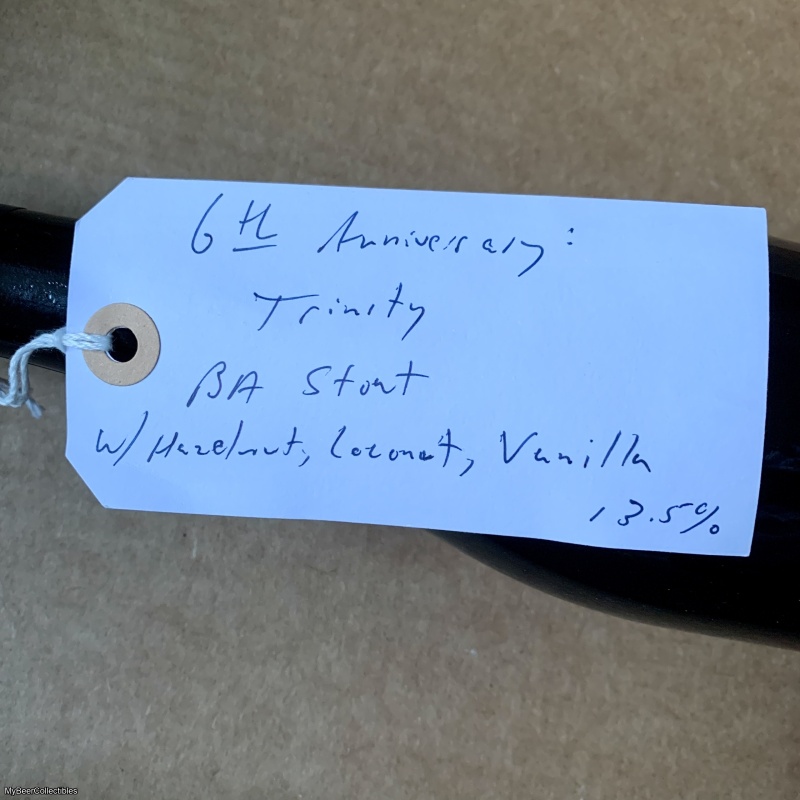 6th Anniversary:
Trinity
BA Stout
w/ Hazelnut, Coconut, Vanilla
13.5%
MyBeerCollectibles